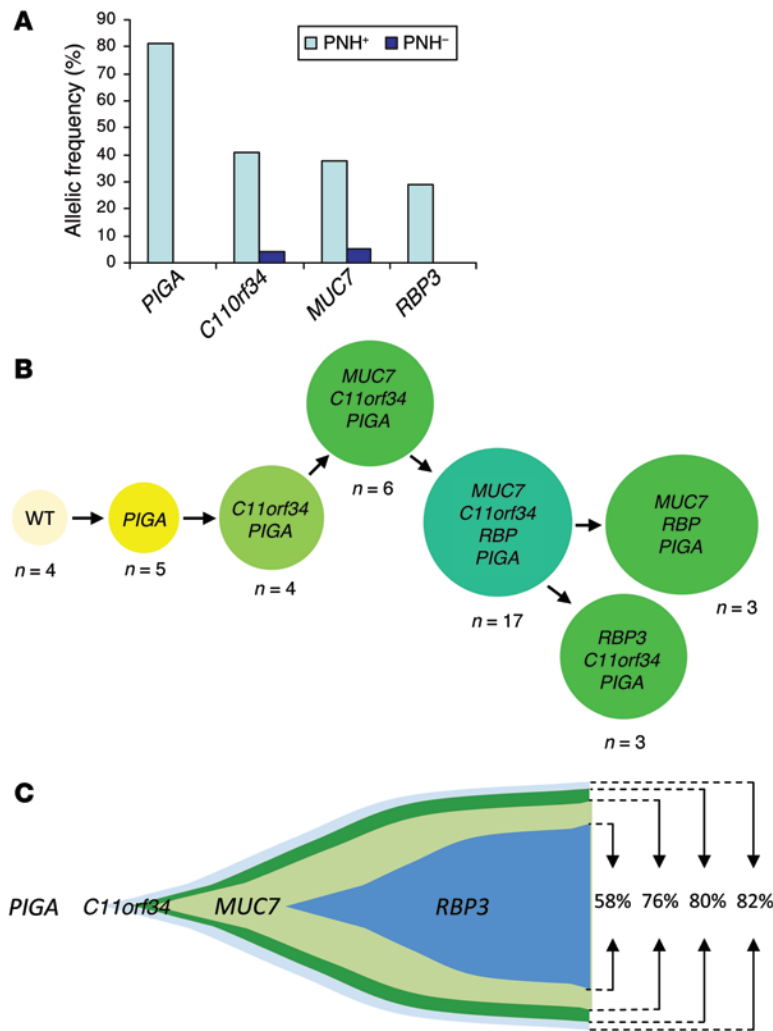 A
Allelic frequency (%)
90
80
70
60
50
40
30
20
10
0
PNH⁺
PNH⁻
PIGA
C110rf34
MUC7
RBP3
B
WT
n = 4
PIGA
n = 5
C11orf34
PIGA
n = 4
MUC7
C11orf34
PIGA
n = 6
MUC7
C11orf34
RBP
PIGA
n = 17
MUC7
RBP
PIGA
n = 3
RBP3
C11orf34
PIGA
n = 3
C
PIGA C11orf34 MUC7 RBP3 58% 76% 80% 82%